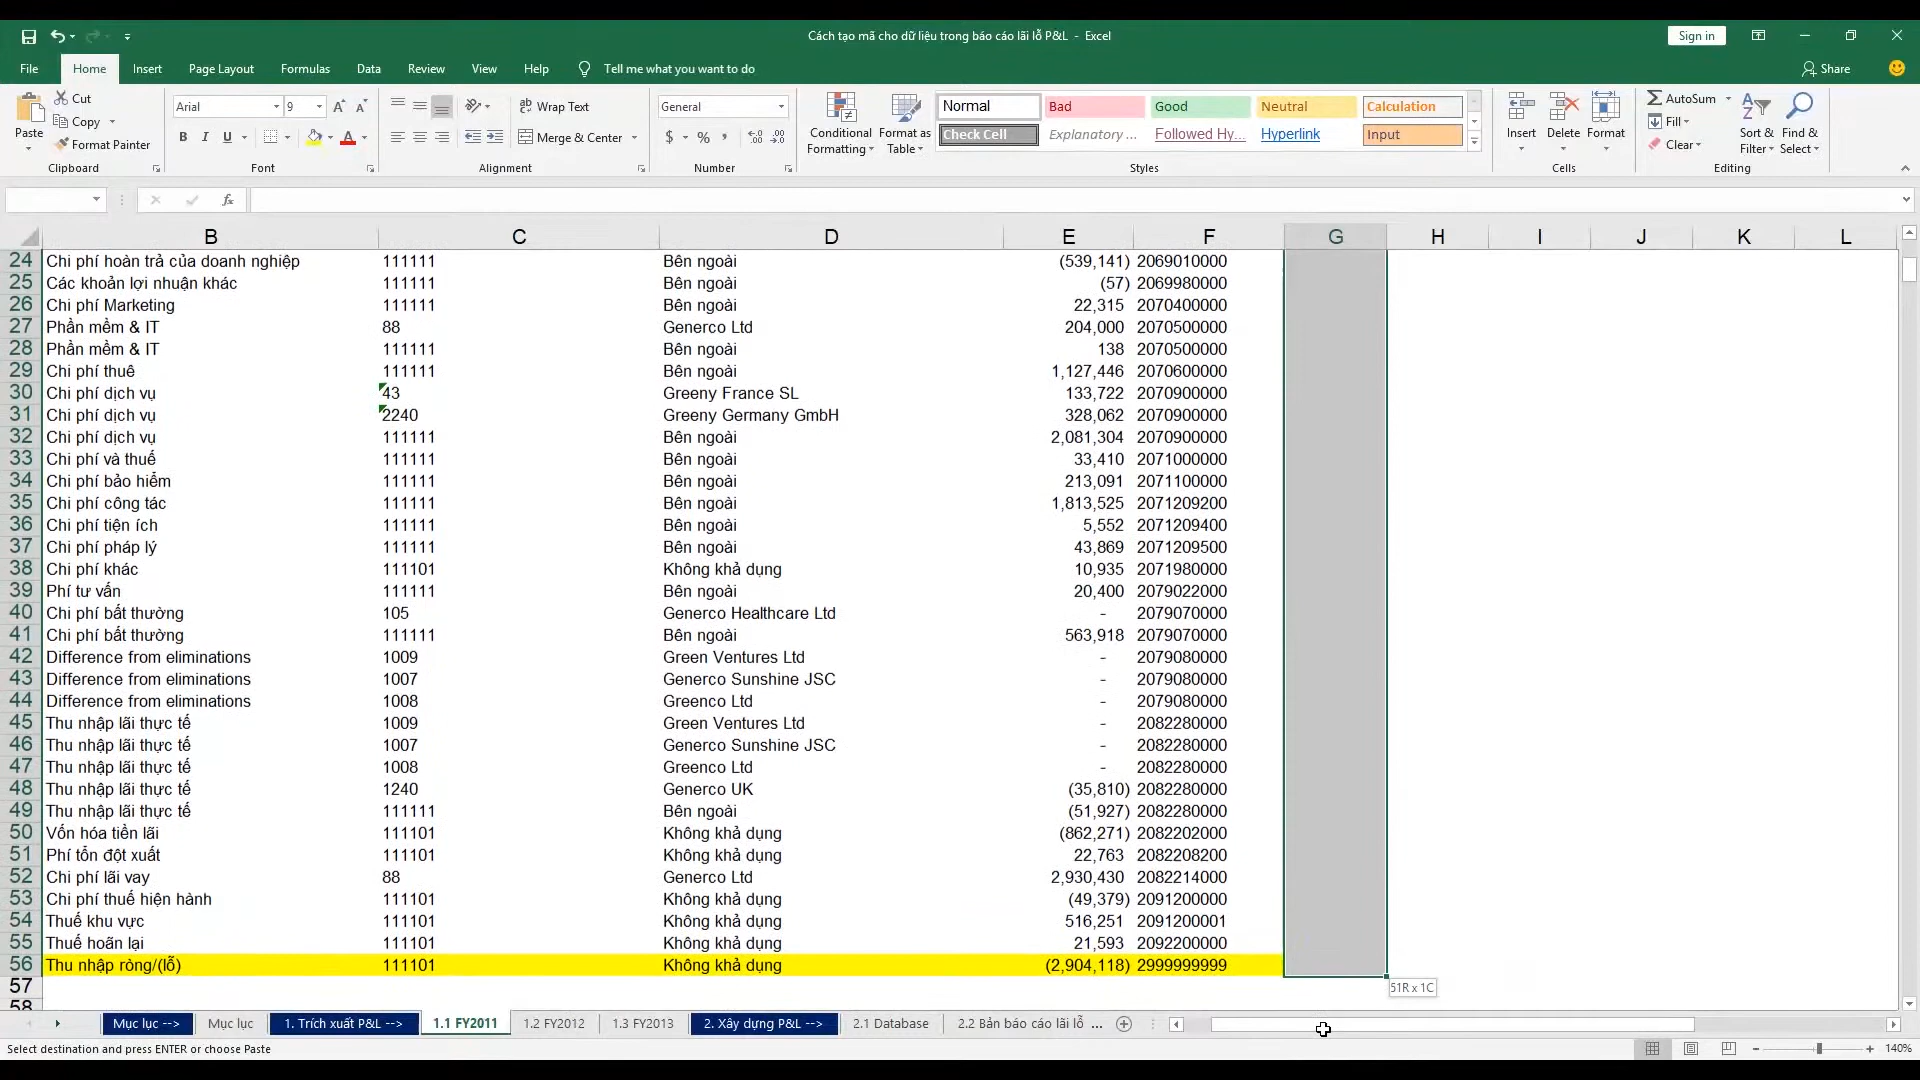 Cách tạo mã cho dữ liệu trong báo cáo lãi lỗ P&L - Excel
Sign in
File Home Insert Page Layout Formulas Data Review View Help Tell me what you want to do
Share
Paste
Cut
Copy
Format Painter
Clipboard
Arial 9
B I U
Font
Wrap Text
Merge & Center
Alignment
General
$ % ,
Number
Conditional Formatting
Format as Table
Normal Bad Good Neutral Calculation
Check Cell Explanatory ... Followed Hy... Hyperlink Input
Styles
Insert Delete Format
Cells
AutoSum
Fill
Clear
Sort & Filter
Find & Select
Editing
fx
B C D E F G H I J K L
24 Chi phí hoàn trả của doanh nghiệp 111111 Bên ngoài (539,141) 2069010000
25 Các khoản lợi nhuận khác 111111 Bên ngoài (57) 2069980000
26 Chi phí Marketing 111111 Bên ngoài 22,315 2070400000
27 Phần mềm & IT 88 Generco Ltd 204,000 2070500000
28 Phần mềm & IT 111111 Bên ngoài 138 2070500000
29 Chi phí thuê 111111 Bên ngoài 1,127,446 2070600000
30 Chi phí dịch vụ 43 Greeny France SL 133,722 2070900000
31 Chi phí dịch vụ 2240 Greeny Germany GmbH 328,062 2070900000
32 Chi phí dịch vụ 111111 Bên ngoài 2,081,304 2070900000
33 Chi phí và thuế 111111 Bên ngoài 33,410 2071000000
34 Chi phí bảo hiểm 111111 Bên ngoài 213,091 2071100000
35 Chi phí công tác 111111 Bên ngoài 1,813,525 2071209200
36 Chi phí tiện ích 111111 Bên ngoài 5,552 2071209400
37 Chi phí pháp lý 111111 Bên ngoài 43,869 2071209500
38 Chi phí khác 111101 Không khả dụng 10,935 2071980000
39 Phí tư vấn 111111 Bên ngoài 20,400 2079022000
40 Chi phí bất thường 105 Generco Healthcare Ltd - 2079070000
41 Chi phí bất thường 111111 Bên ngoài 563,918 2079070000
42 Difference from eliminations 1009 Green Ventures Ltd - 2079080000
43 Difference from eliminations 1007 Generco Sunshine JSC - 2079080000
44 Difference from eliminations 1008 Greenco Ltd - 2079080000
45 Thu nhập lãi thực tế 1009 Green Ventures Ltd - 2082280000
46 Thu nhập lãi thực tế 1007 Generco Sunshine JSC - 2082280000
47 Thu nhập lãi thực tế 1008 Greenco Ltd - 2082280000
48 Thu nhập lãi thực tế 1240 Generco UK (35,810) 2082280000
49 Thu nhập lãi thực tế 111111 Bên ngoài (51,927) 2082280000
50 Vốn hóa tiền lãi 111101 Không khả dụng (862,271) 2082202000
51 Phí tổn đột xuất 111101 Không khả dụng 22,763 2082208200
52 Chi phí lãi vay 88 Generco Ltd 2,930,430 2082214000
53 Chi phí thuế hiện hành 111101 Không khả dụng (49,379) 2091200000
54 Thuế khu vực 111101 Không khả dụng 516,251 2091200001
55 Thuế hoãn lại 111101 Không khả dụng 21,593 2092200000
56 Thu nhập ròng/(lỗ) 111101 Không khả dụng (2,904,118) 2999999999
57
51R x 1C
58
Mục lục --> Mục lục 1. Trích xuất P&L --> 1.1 FY2011 1.2 FY2012 1.3 FY2013 2. Xây dựng P&L --> 2.1 Database 2.2 Bản báo cáo lãi lỗ ...
Select destination and press ENTER or choose Paste
140%